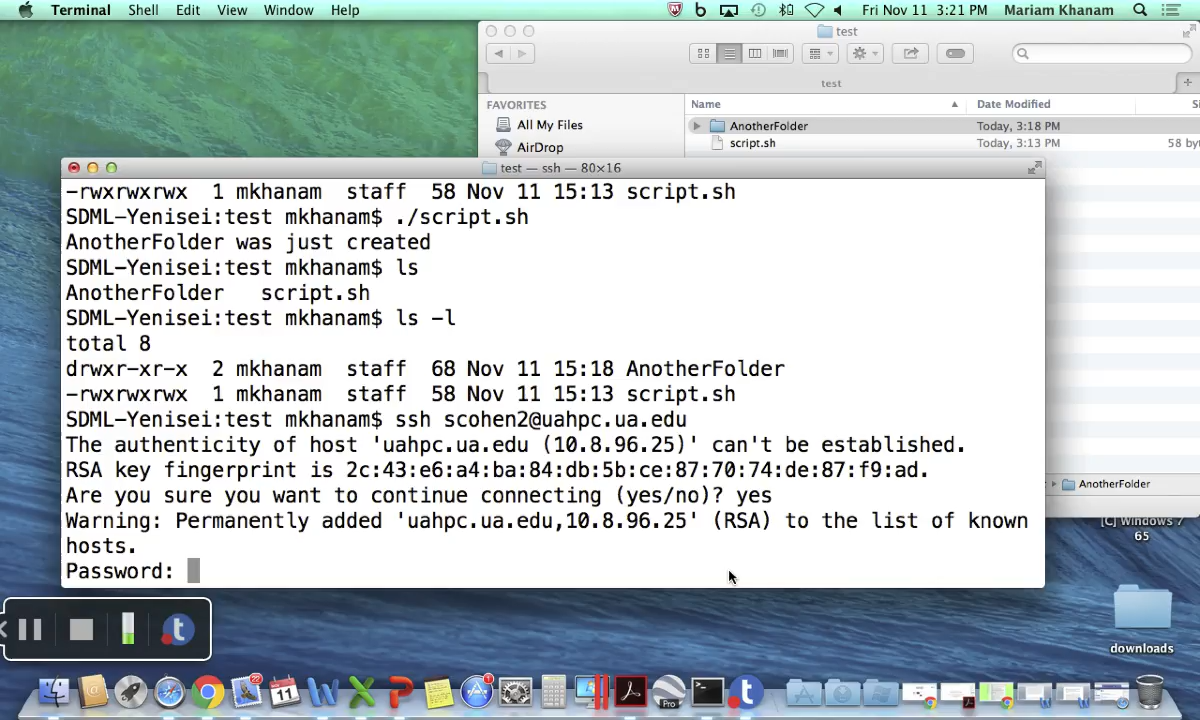 Terminal Shell Edit View Window Help Fri Nov 11 3:21 PM Mariam Khanam
test
test
FAVORITES
All My Files
AirDrop
Name Date Modified
AnotherFolder Today, 3:18 PM
script.sh Today, 3:13 PM 58
test — ssh — 80×16
-rwxrwxrwx 1 mkhanam staff 58 Nov 11 15:13 script.sh
SDML-Yenisei:test mkhanam$ ./script.sh
AnotherFolder was just created
SDML-Yenisei:test mkhanam$ ls
AnotherFolder script.sh
SDML-Yenisei:test mkhanam$ ls -l
total 8
drwxr-xr-x 2 mkhanam staff 68 Nov 11 15:18 AnotherFolder
-rwxrwxrwx 1 mkhanam staff 58 Nov 11 15:13 script.sh
SDML-Yenisei:test mkhanam$ ssh scohen2@uahpc.ua.edu
The authenticity of host 'uahpc.ua.edu (10.8.96.25)' can't be established.
RSA key fingerprint is 2c:43:e6:a4:ba:84:db:5b:ce:87:70:74:de:87:f9:ad.
Are you sure you want to continue connecting (yes/no)? yes
Warning: Permanently added 'uahpc.ua.edu,10.8.96.25' (RSA) to the list of known
hosts.
Password:
AnotherFolder
[C] Windows 7
65
downloads
22
11
1
Pro